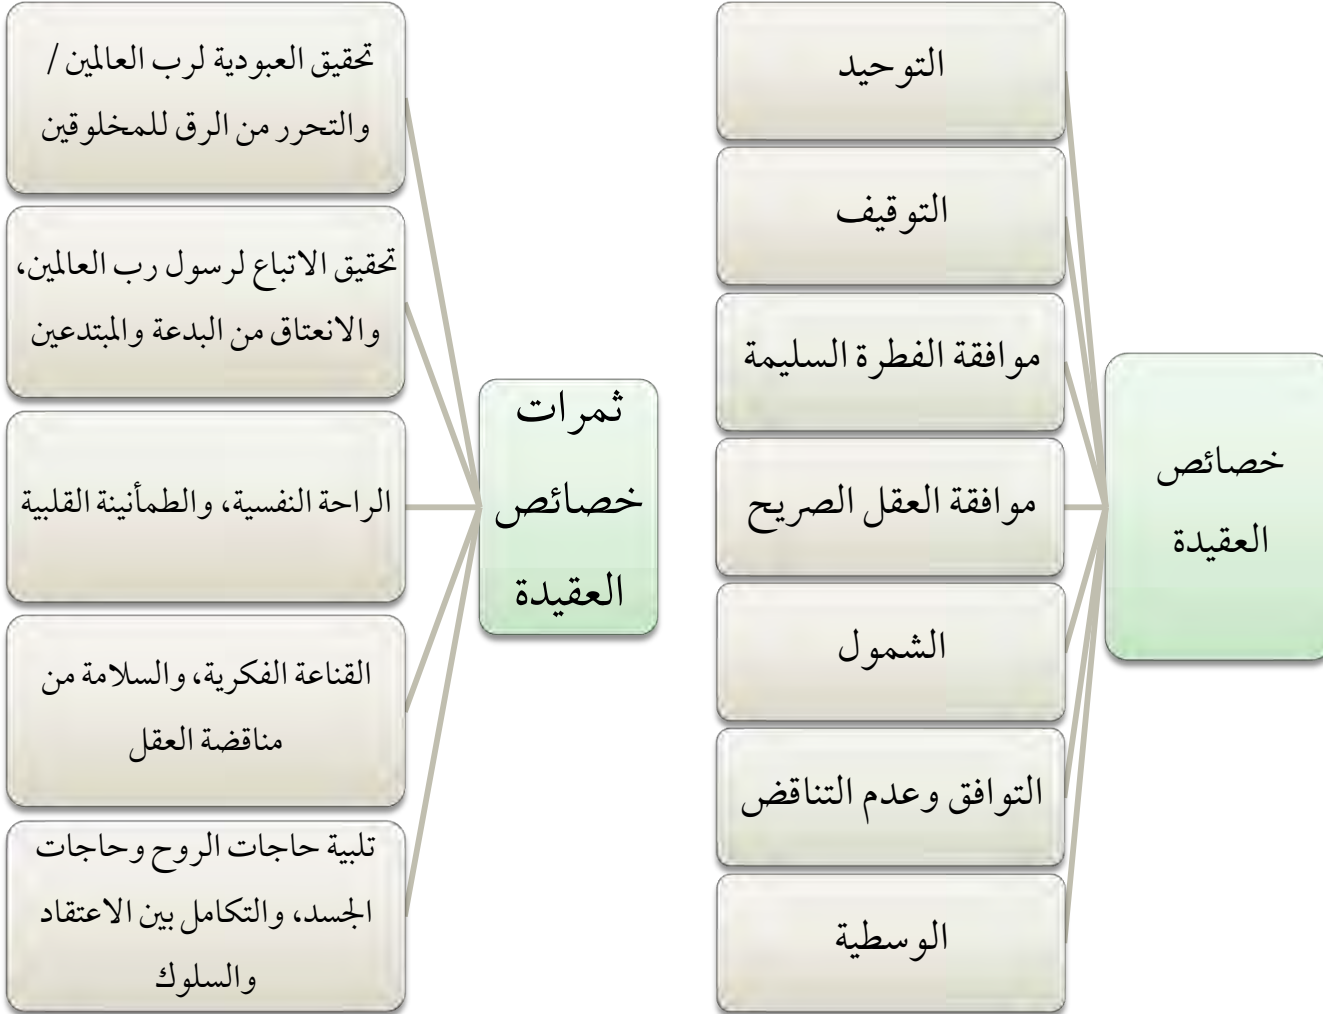 خصائص
العقيدة
التوحيد
التوقيف
موافقة الفطرة السليمة
موافقة العقل الصريح
الشمول
التوافق وعدم التناقض
الوسطية
ثمرات
خصائص
العقيدة
تحقيق العبودية لرب العالمين /
والتحرر من الرق للمخلوقين
تحقيق الاتباع لرسول رب العالمين،
والانعتاق من البدعة والمبتدعين
الراحة النفسية، والطمأنينة القلبية
القناعة الفكرية، والسلامة من
مناقضة العقل
تلبية حاجات الروح وحاجات
الجسد، والتكامل بين الاعتقاد
والسلوك